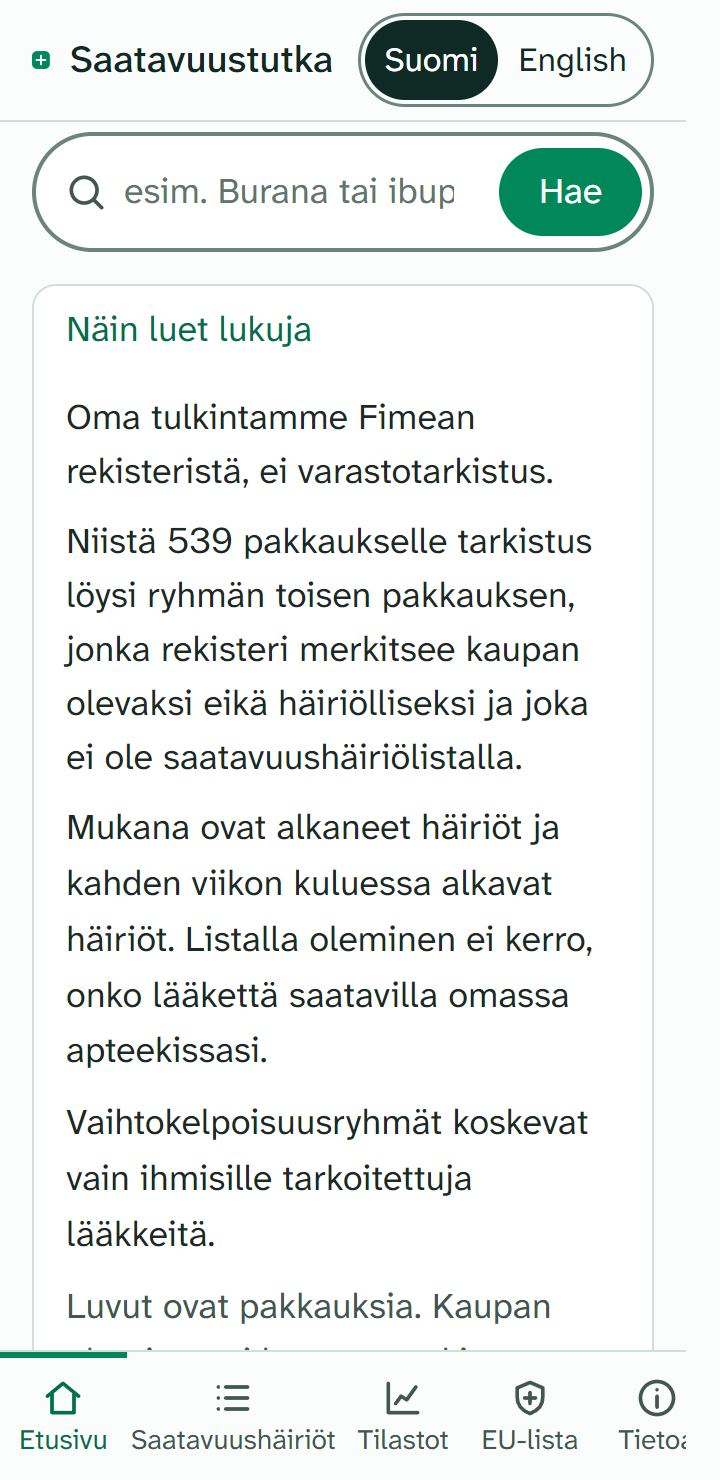 Saatavuustutka
Suomi English
esim. Burana tai ibup
Hae
Näin luet lukuja
Oma tulkintamme Fimean
rekisteristä, ei varastotarkistus.
Niistä 539 pakkaukselle tarkistus
löysi ryhmän toisen pakkauksen,
jonka rekisteri merkitsee kaupan
olevaksi eikä häiriölliseksi ja joka
ei ole saatavuushäiriölistalla.
Mukana ovat alkaneet häiriöt ja
kahden viikon kuluessa alkavat
häiriöt. Listalla oleminen ei kerro,
onko lääkettä saatavilla omassa
apteekissasi.
Vaihtokelpoisuusryhmät koskevat
vain ihmisille tarkoitettuja
lääkkeitä.
Luvut ovat pakkauksia. Kaupan
Etusivu Saatavuushäiriöt Tilastot EU-lista Tietoa